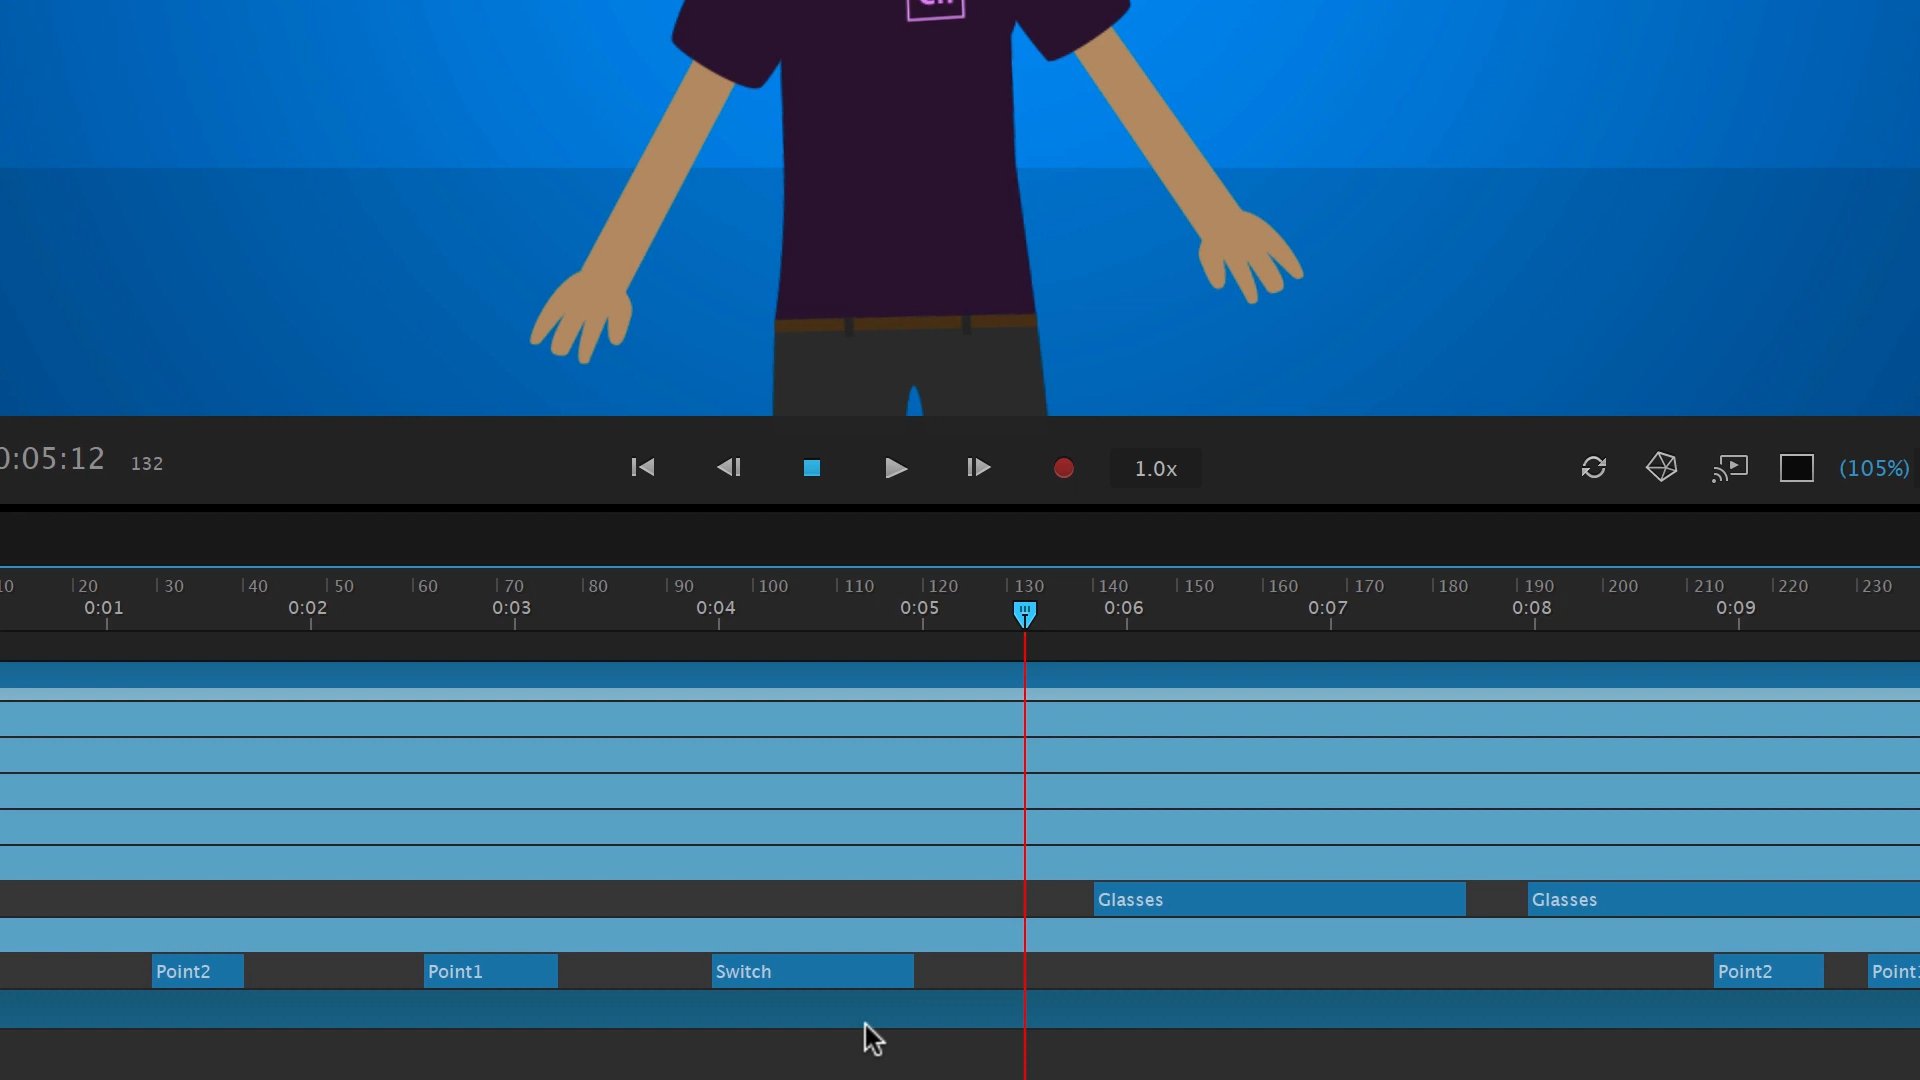 0:05:12 132 1.0x (105%)
20 30 40 50 60 70 80 90 100 110 120 130 140 150 160 170 180 190 200 210 220 230
0:01 0:02 0:03 0:04 0:05 0:06 0:07 0:08 0:09
Glasses Glasses
Point2 Point1 Switch Point2 Point1